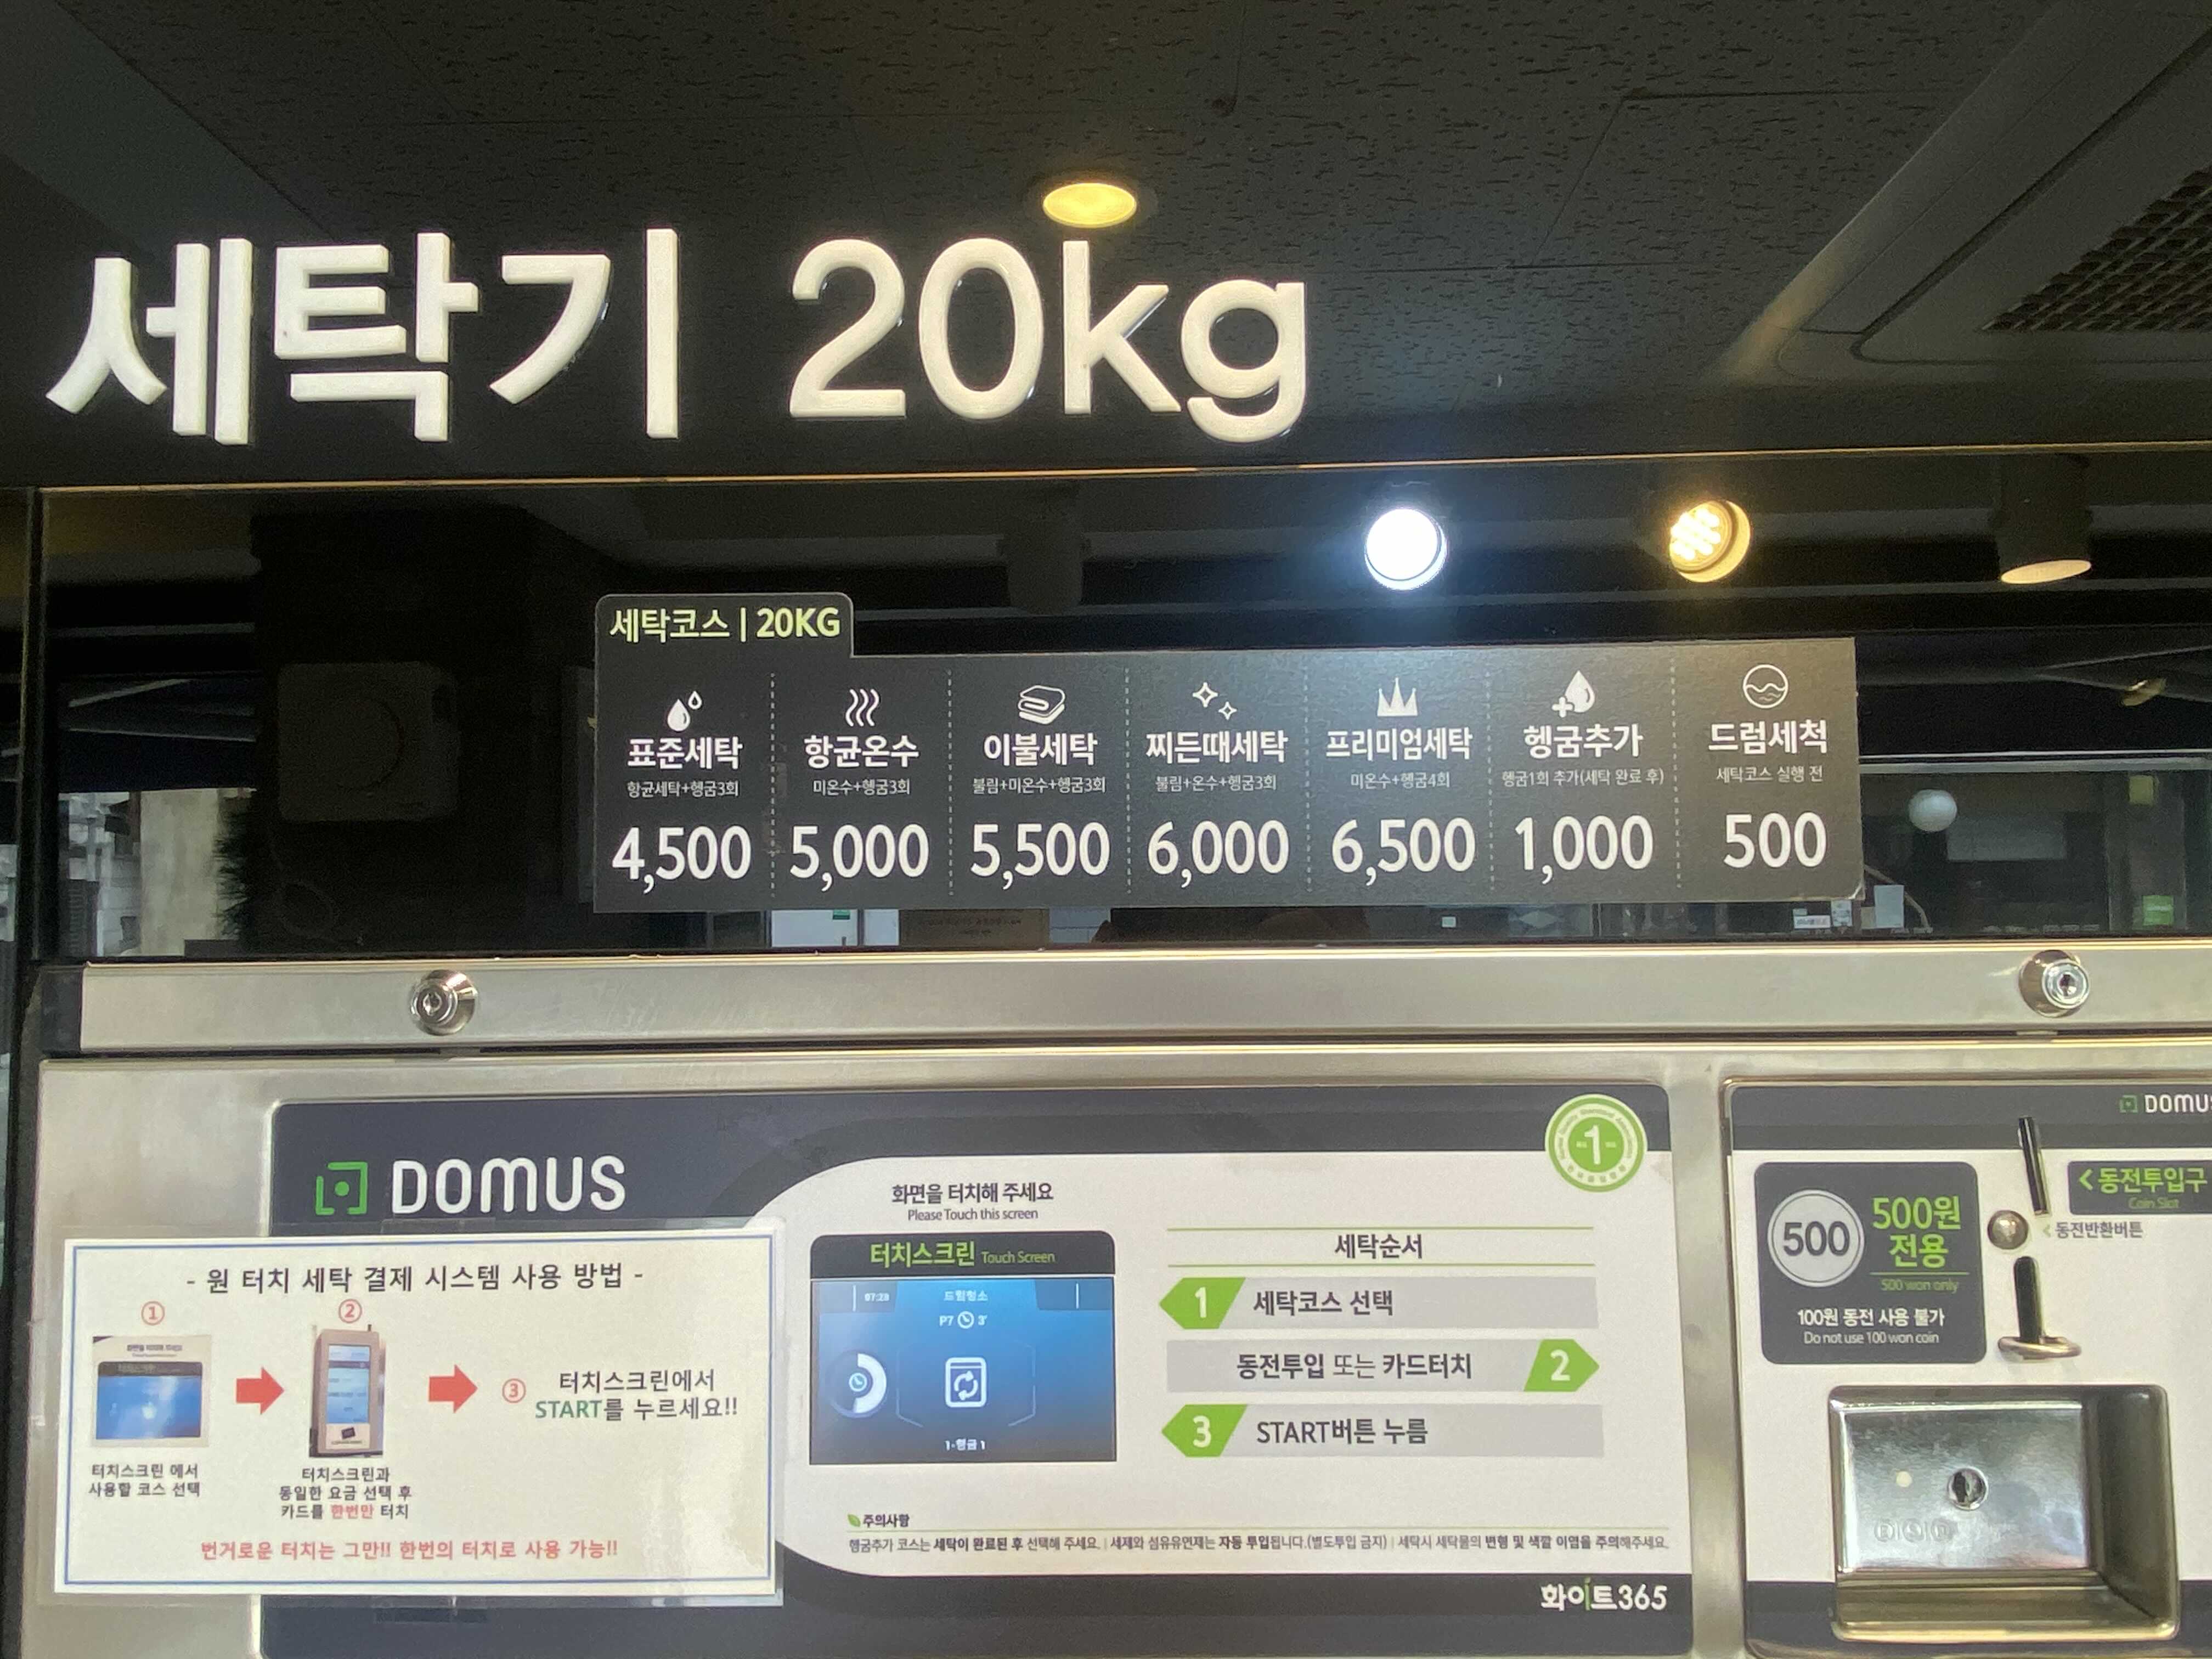 세탁기 20kg
세탁코스 | 20KG
표준세탁
항균세탁+헹굼3회
4,500
항균온수
미온수+헹굼3회
5,000
이불세탁
불림+미온수+헹굼3회
5,500
찌든때세탁
불림+온수+헹굼3회
6,000
프리미엄세탁
미온수+헹굼4회
6,500
헹굼추가
헹굼1회 추가(세탁 완료 후)
1,000
드럼세척
세탁코스 실행 전
500
DOMUS
- 원 터치 세탁 결제 시스템 사용 방법 -
①
②
터치스크린 에서
사용할 코스 선택
터치스크린과
동일한 요금 선택 후
카드를 한번만 터치
③ 터치스크린에서
START를 누르세요!!
번거로운 터치는 그만!! 한번의 터치로 사용 가능!!
화면을 터치해 주세요
Please Touch this screen
터치스크린 Touch Screen
07:28
P7 3'
세탁순서
1 세탁코스 선택
동전투입 또는 카드터치 2
3 START버튼 누름
주의사항
헹굼추가 코스는 세탁이 완료된 후 선택해 주세요. | 세제와 섬유유연제는 자동 투입됩니다.(별도투입 금지) | 세탁시 세탁물의 변형 및 색깔 이염을 주의해주세요.
화이트365
1
DOMUS
500
500원
전용
500 won only
100원 동전 사용 불가
Do not use 100 won coin
< 동전투입구
Coin Slot
< 동전반환버튼